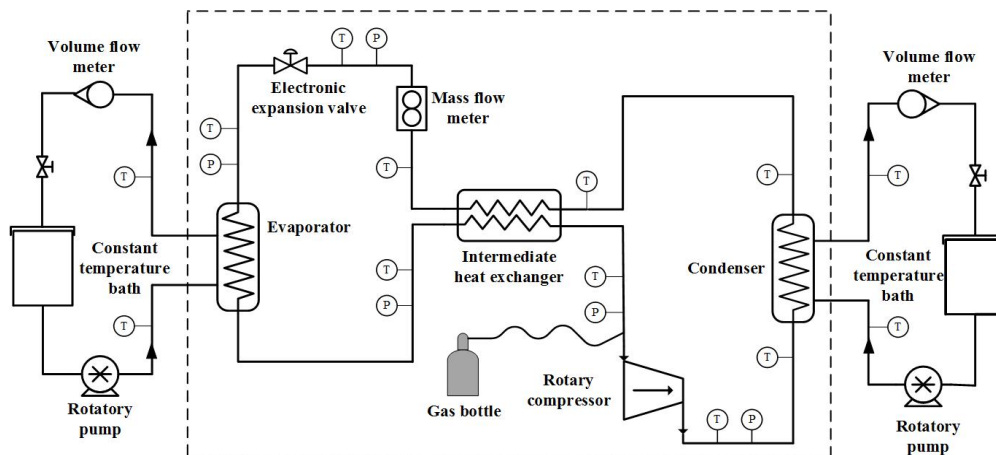 Volume flow
meter
T
P
Electronic
expansion valve
Mass flow
meter
Volume flow
meter
T
P
T
T
T
T
T
Evaporator
Intermediate
heat exchanger
Condenser
Constant
temperature
bath
Constant
temperature
bath
T
P
T
P
T
T
T
Gas bottle
Rotary
compressor
Rotatory
pump
T
P
Rotatory
pump